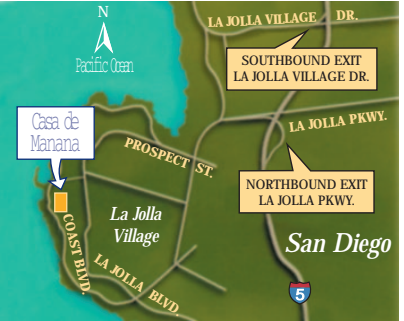 N
Pacific Ocean
LA JOLLA VILLAGE DR.
SOUTHBOUND EXIT
LA JOLLA VILLAGE DR.
Casa de
Manana
PROSPECT ST.
LA JOLLA PKWY.
NORTHBOUND EXIT
LA JOLLA PKWY.
La Jolla
Village
San Diego
COAST BLVD.
LA JOLLA BLVD.
5